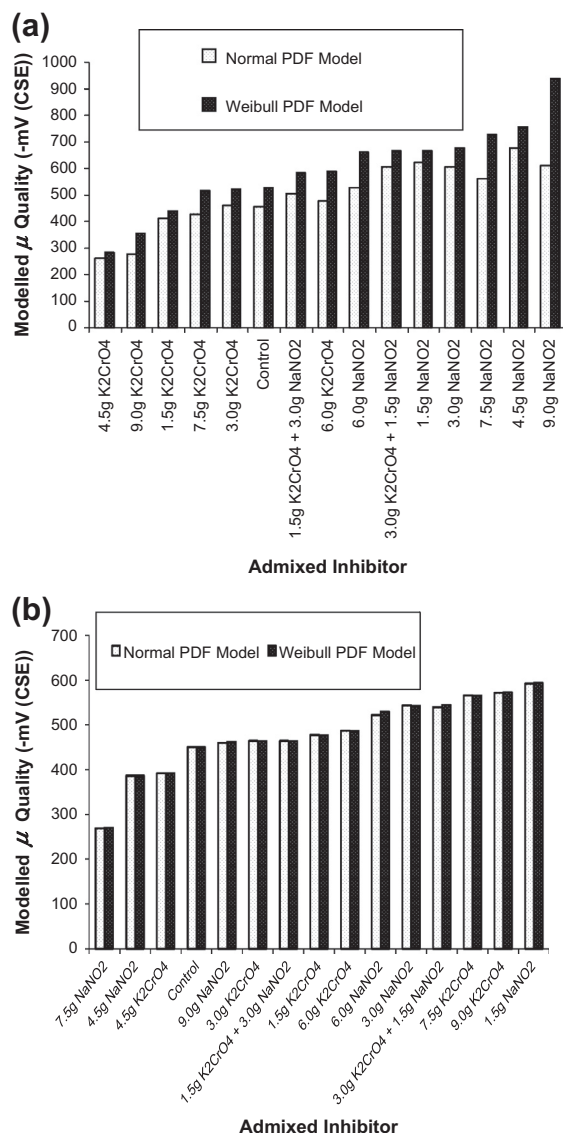 (a)
Normal PDF Model
Weibull PDF Model
Modelled μ Quality (-mV (CSE))
1000
900
800
700
600
500
400
300
200
100
0
4.5g K2CrO4
9.0g K2CrO4
1.5g K2CrO4
7.5g K2CrO4
3.0g K2CrO4
Control
1.5g K2CrO4 + 3.0g NaNO2
6.0g K2CrO4
6.0g NaNO2
3.0g K2CrO4 + 1.5g NaNO2
1.5g NaNO2
3.0g NaNO2
7.5g NaNO2
4.5g NaNO2
9.0g NaNO2
Admixed Inhibitor
(b)
Normal PDF Model Weibull PDF Model
Modelled μ Quality (-mV (CSE))
700
600
500
400
300
200
100
0
7.5g NaNO2
4.5g NaNO2
4.5g K2CrO4
Control
9.0g NaNO2
3.0g K2CrO4
1.5g K2CrO4 + 3.0g NaNO2
1.5g K2CrO4
6.0g K2CrO4
6.0g NaNO2
3.0g NaNO2
3.0g K2CrO4 + 1.5g NaNO2
7.5g K2CrO4
9.0g K2CrO4
1.5g NaNO2
Admixed Inhibitor